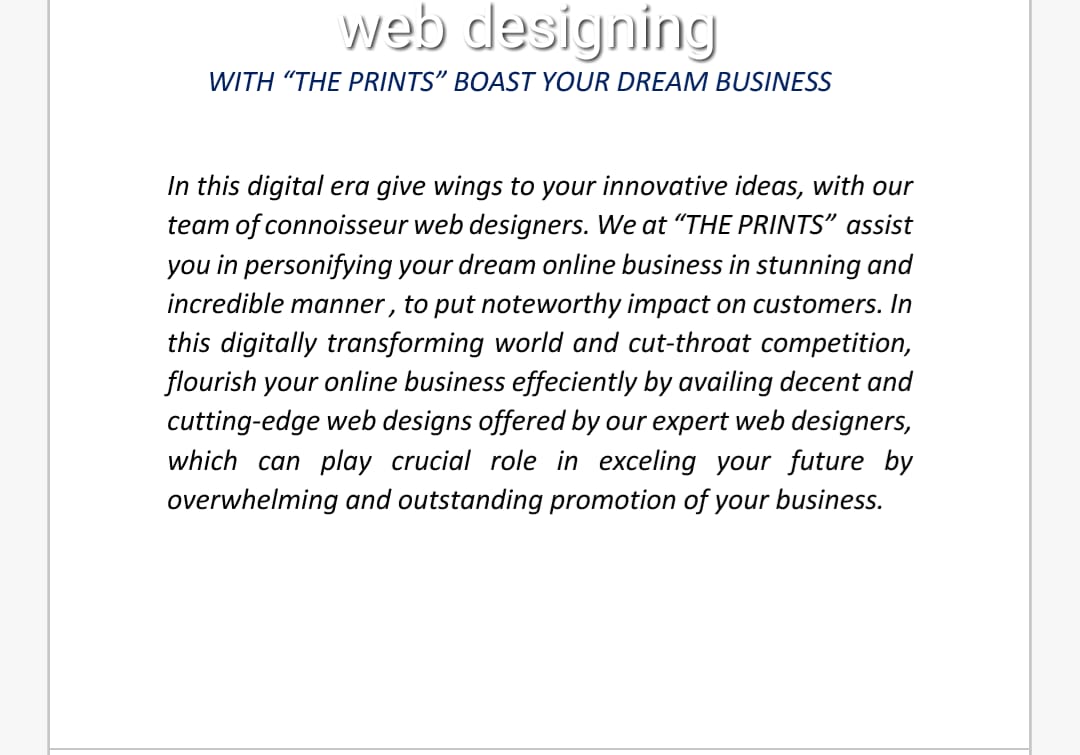 web designing
WITH “THE PRINTS” BOAST YOUR DREAM BUSINESS
In this digital era give wings to your innovative ideas, with our
team of connoisseur web designers. We at “THE PRINTS” assist
you in personifying your dream online business in stunning and
incredible manner , to put noteworthy impact on customers. In
this digitally transforming world and cut-throat competition,
flourish your online business effeciently by availing decent and
cutting-edge web designs offered by our expert web designers,
which can play crucial role in exceling your future by
overwhelming and outstanding promotion of your business.